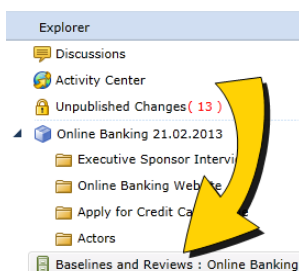 Explorer
Discussions
Activity Center
Unpublished Changes ( 13 )
Online Banking 21.02.2013
Executive Sponsor
Online Banking
Apply for Credit
Actors
Baselines and Reviews : Online Banking